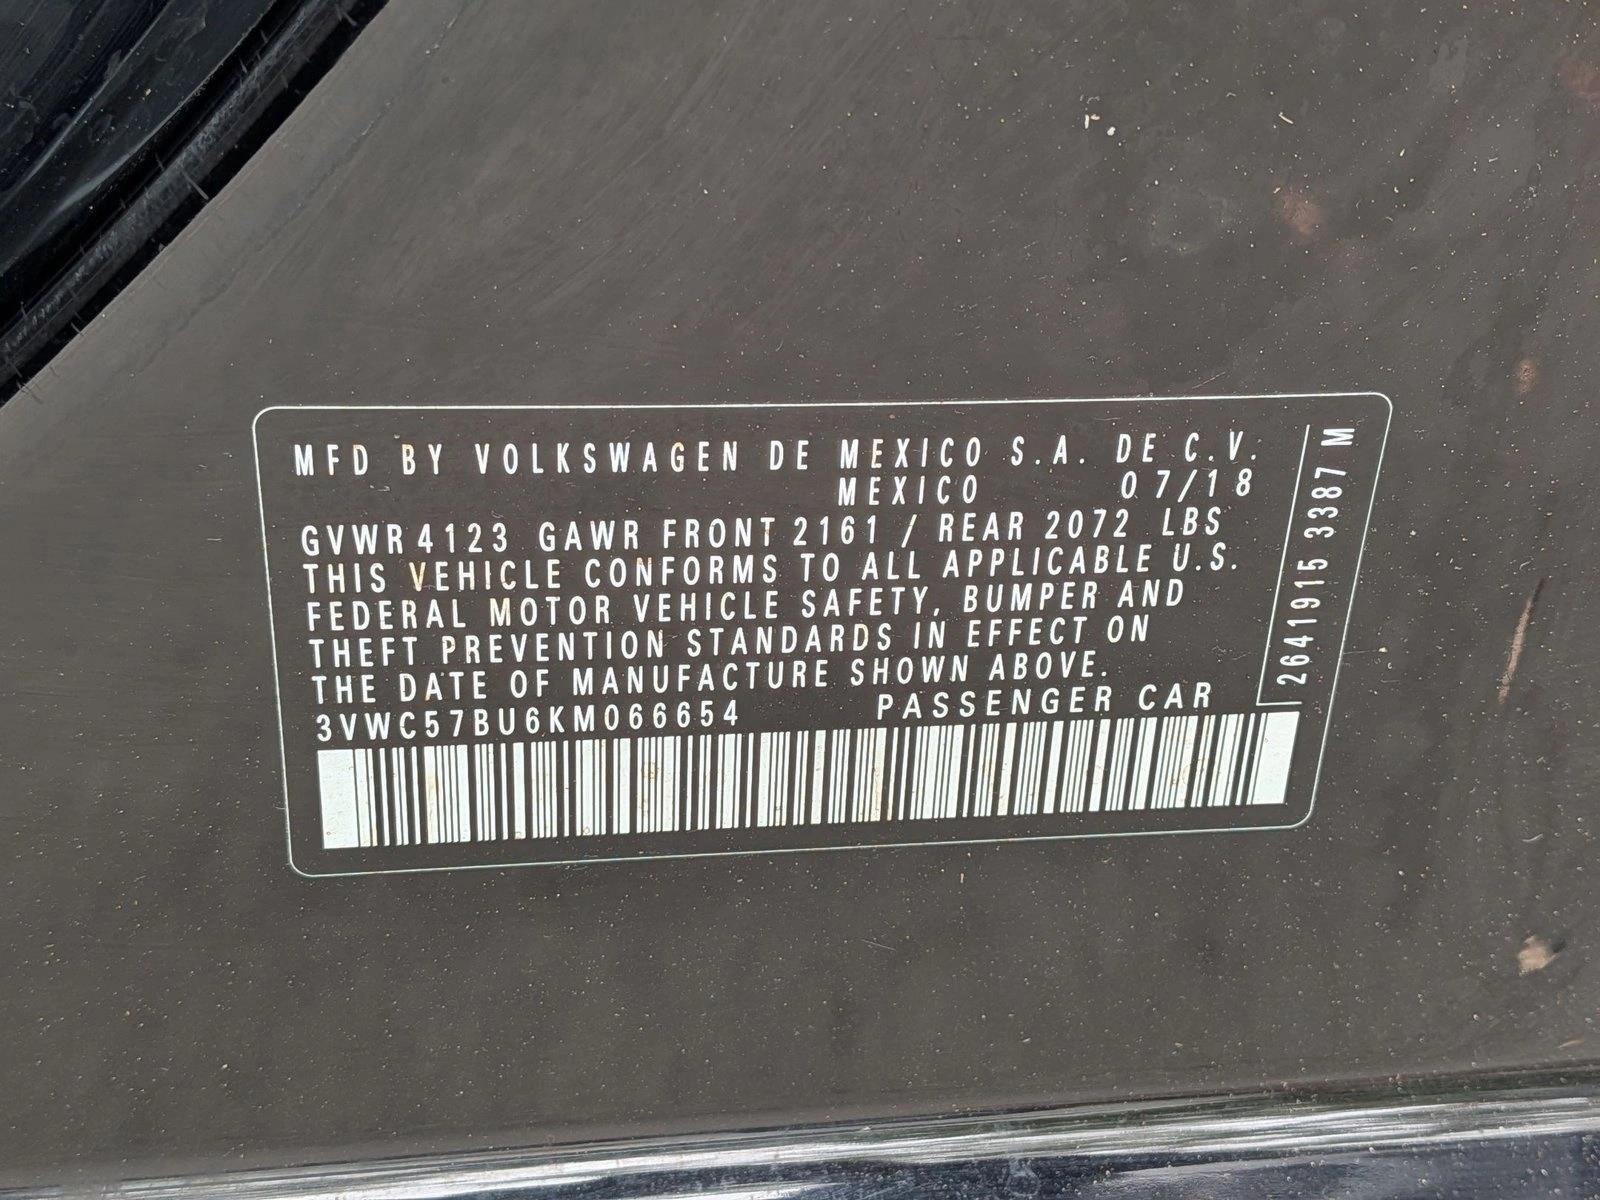 MFD BY VOLKSWAGEN DE MEXICO S.A. DE C.V.
MEXICO 07/18
GVWR 4123 GAWR FRONT 2161 / REAR 2072 LBS
THIS VEHICLE CONFORMS TO ALL APPLICABLE U.S.
FEDERAL MOTOR VEHICLE SAFETY, BUMPER AND
THEFT PREVENTION STANDARDS IN EFFECT ON
THE DATE OF MANUFACTURE SHOWN ABOVE.
3VWC57BU6KM066654 PASSENGER CAR
2641915 3387 M